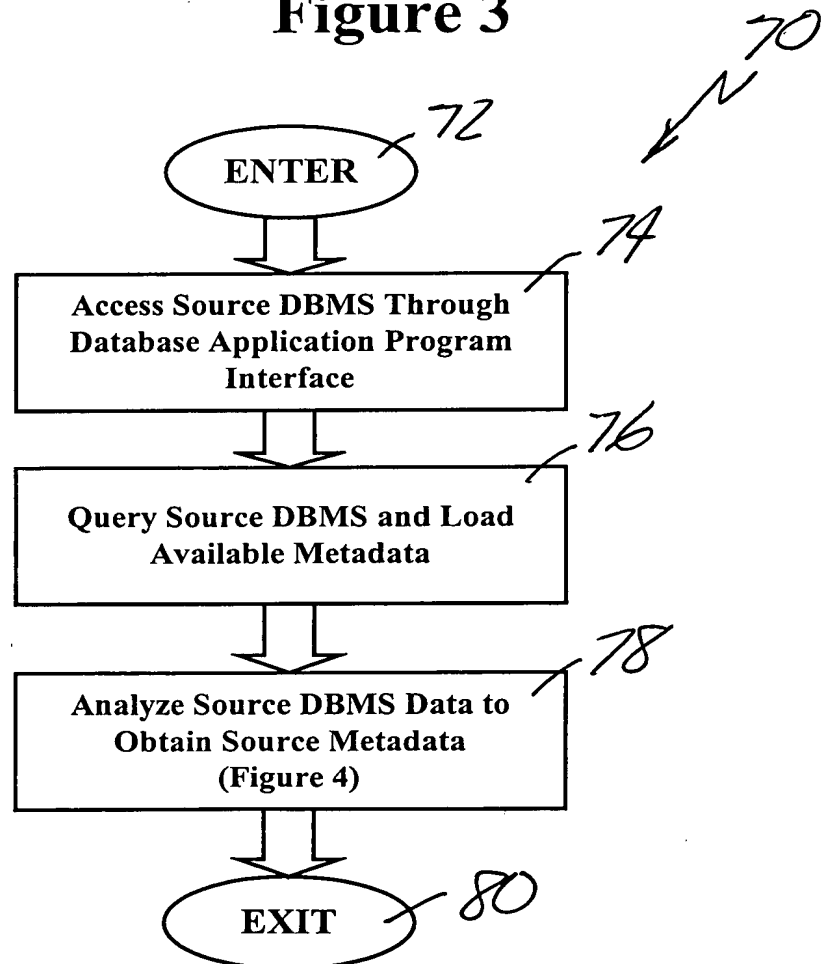 Figure 3
70
72
ENTER
74
Access Source DBMS Through
Database Application Program
Interface
76
Query Source DBMS and Load
Available Metadata
78
Analyze Source DBMS Data to
Obtain Source Metadata
(Figure 4)
EXIT
80